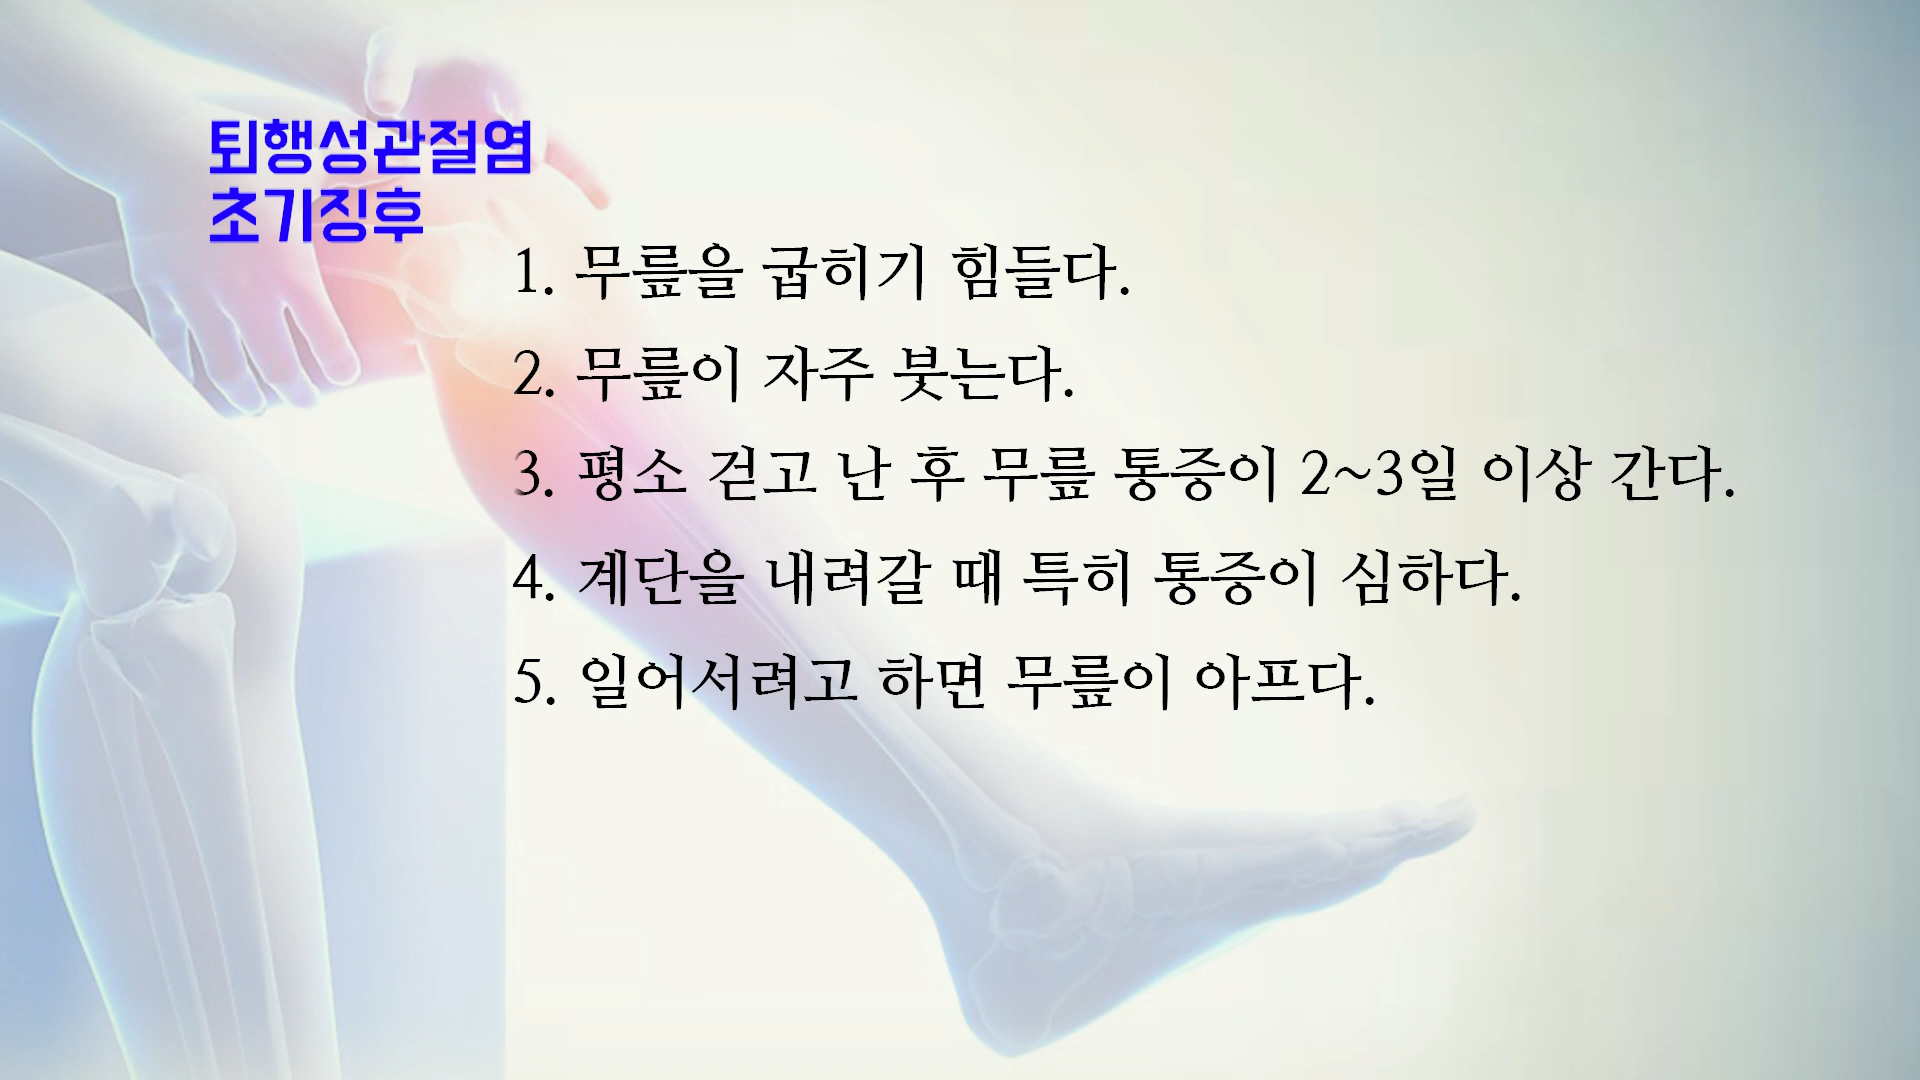 퇴행성관절염
초기징후
1. 무릎을 굽히기 힘들다.
2. 무릎이 자주 붓는다.
3. 평소 걷고 난 후 무릎 통증이 2~3일 이상 간다.
4. 계단을 내려갈 때 특히 통증이 심하다.
5. 일어서려고 하면 무릎이 아프다.